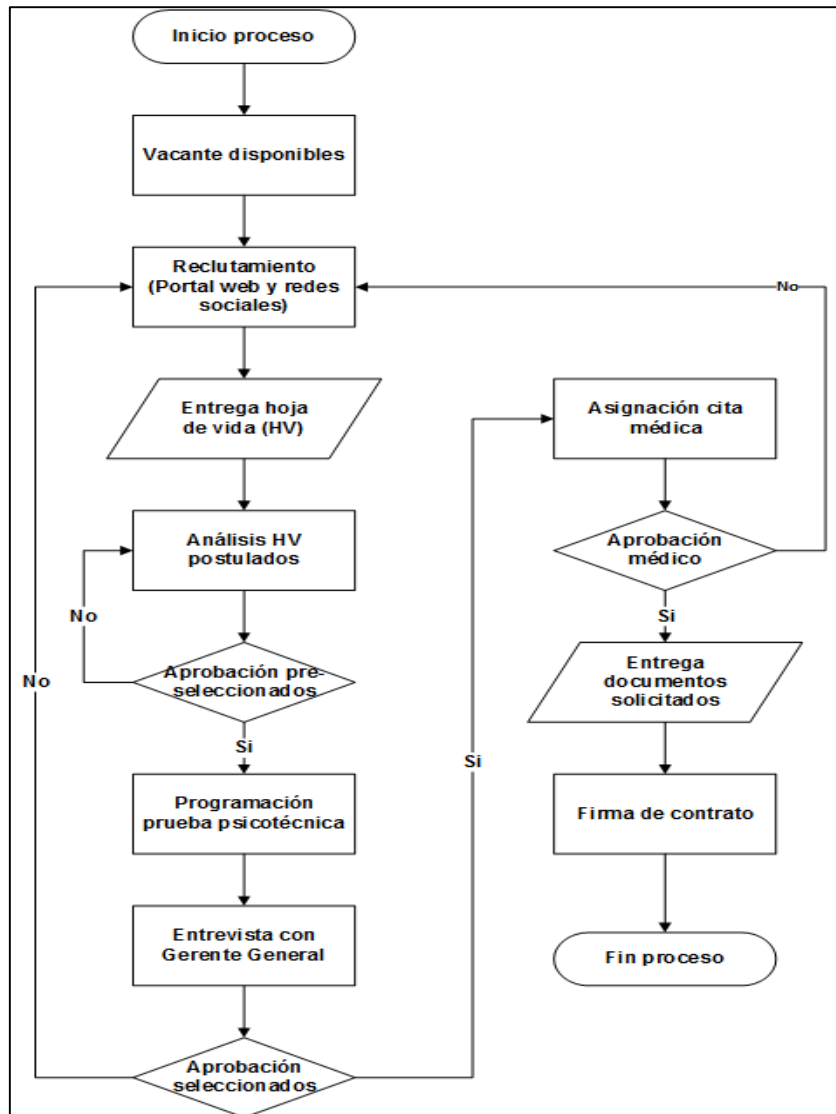 Inicio proceso
Vacante disponibles
Reclutamiento
(Portal web y redes
sociales)
No
Entrega hoja
de vida (HV)
Asignación cita
médica
Análisis HV
postulados
Aprobación
médico
No
Si
No
Aprobación pre-
seleccionados
Entrega
documentos
solicitados
Si
Si
Programación
prueba psicotécnica
Firma de contrato
Entrevista con
Gerente General
Fin proceso
Aprobación
seleccionados